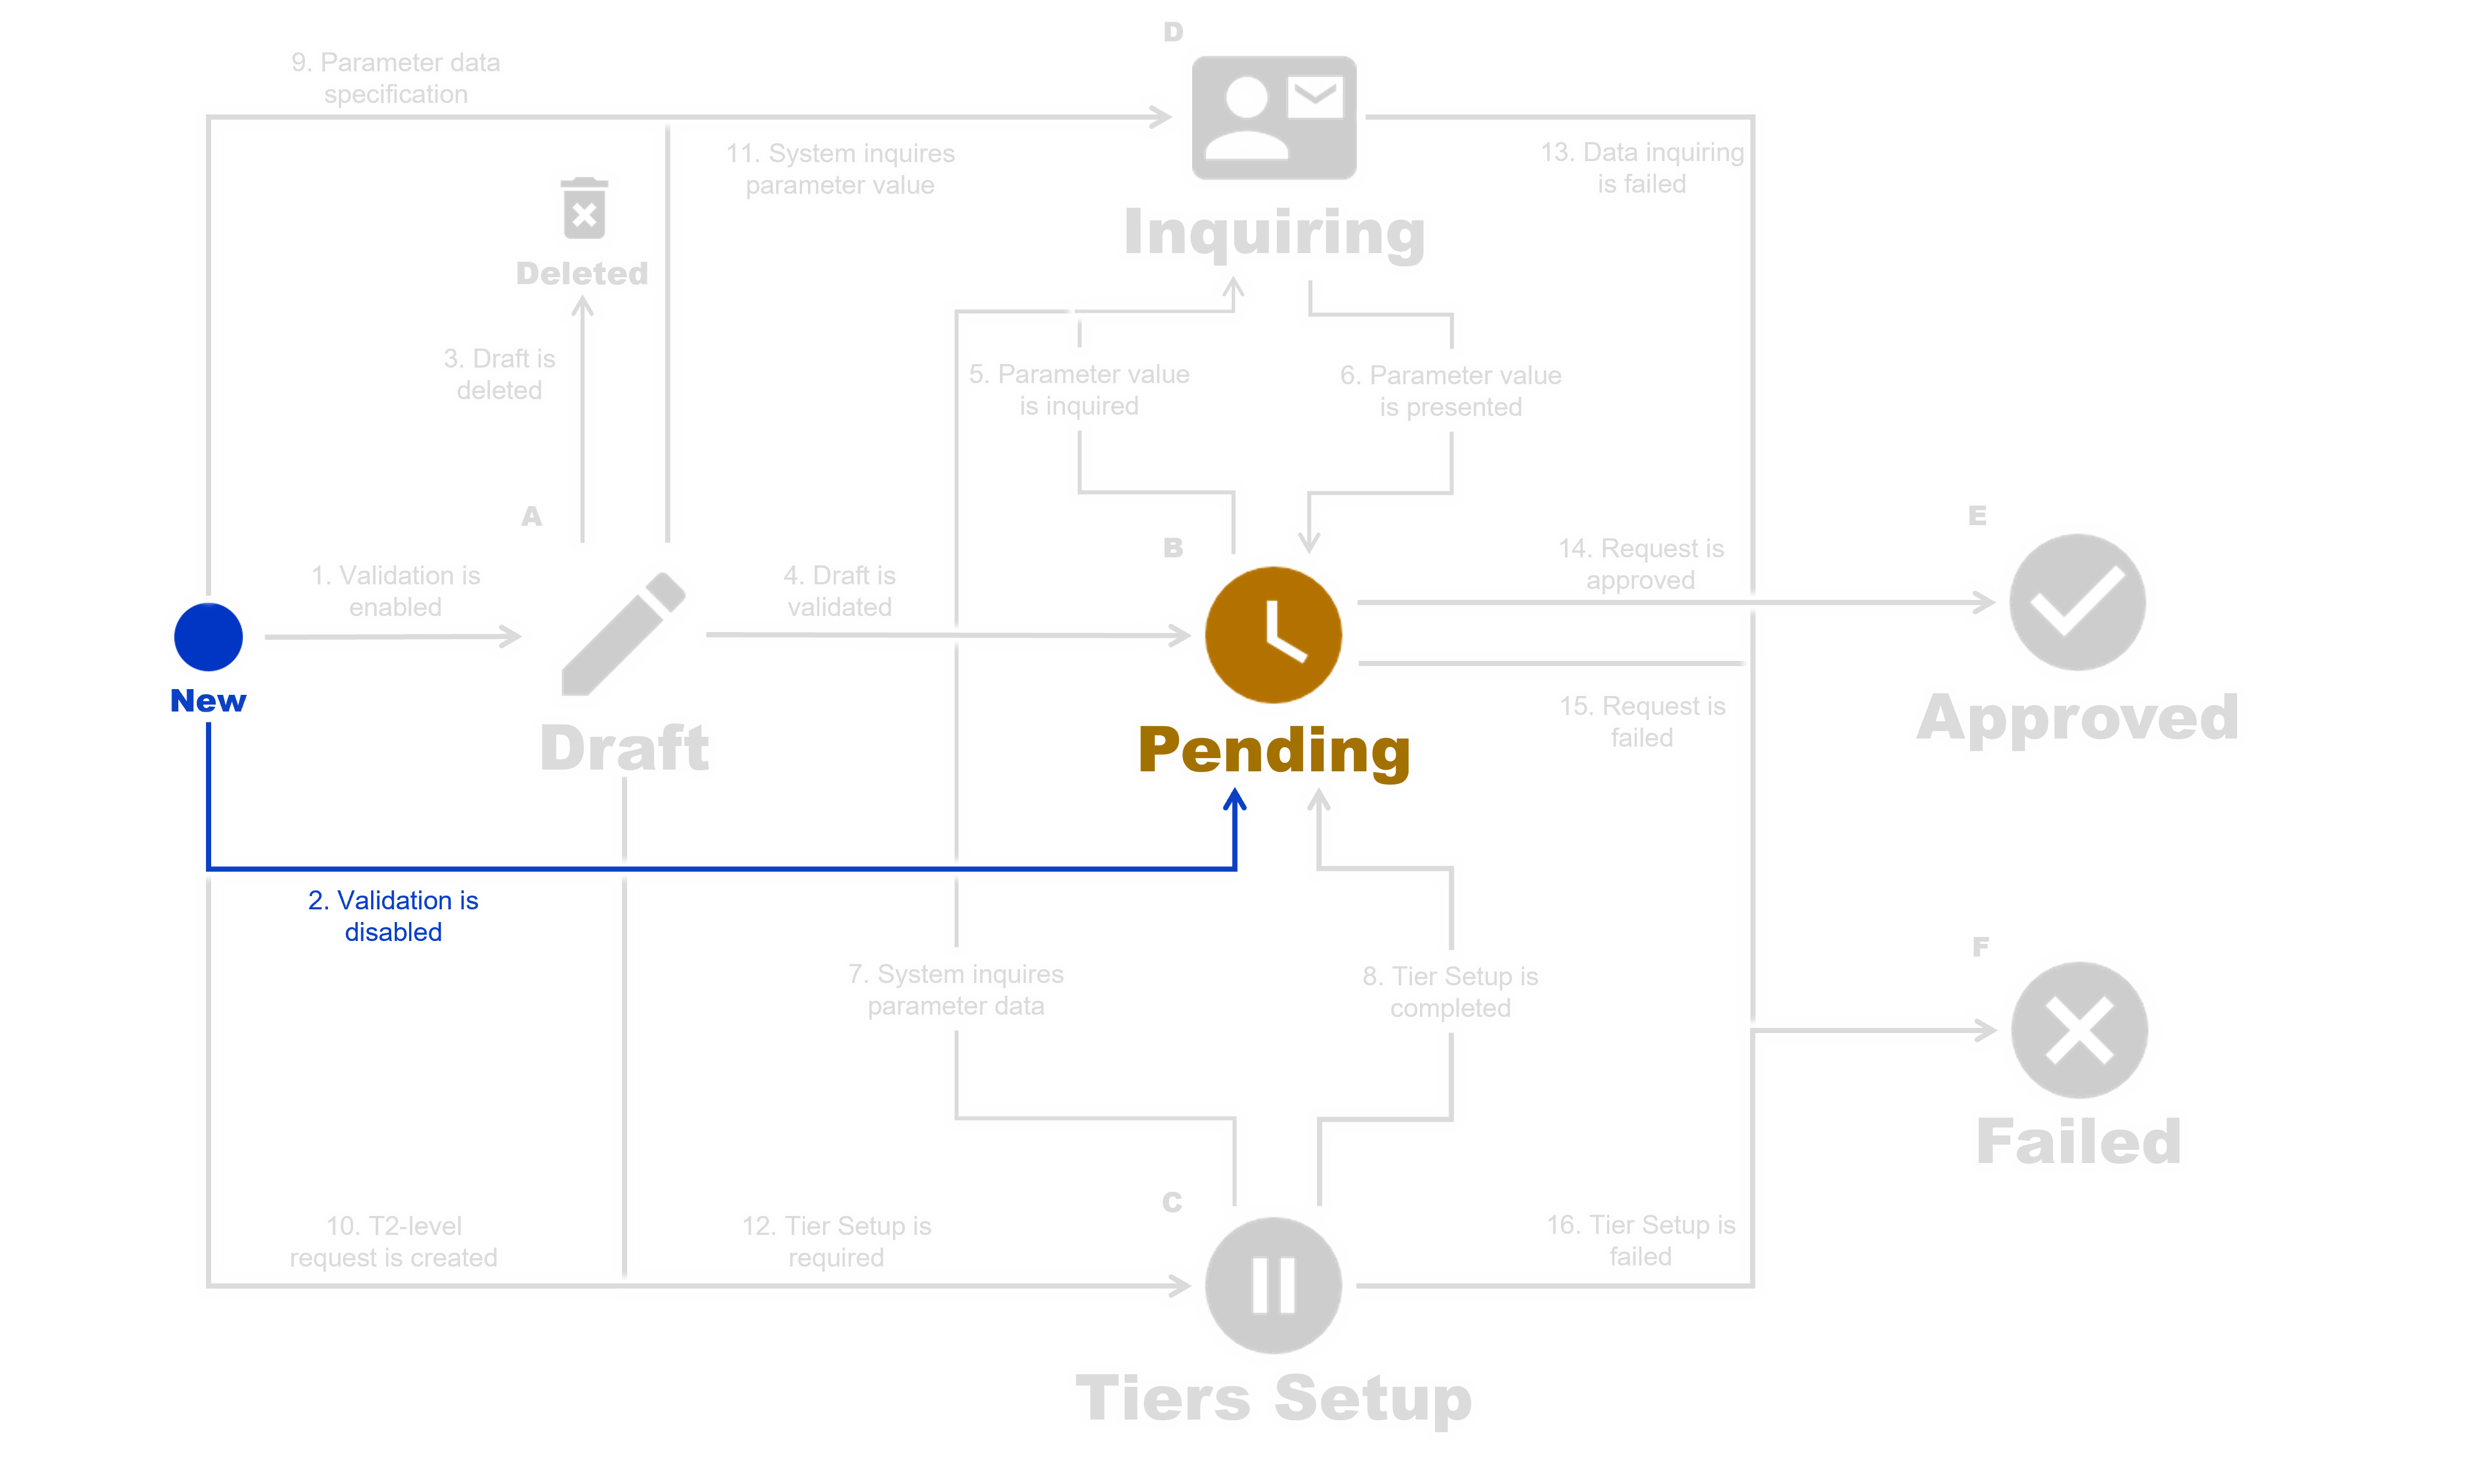 D
9. Parameter data
specification
11. System inquires
parameter value
13. Data inquiring
is failed
Inquiring
Deleted
3. Draft is
deleted
5. Parameter value
is inquired
6. Parameter value
is presented
A
B
E
1. Validation is
enabled
4. Draft is
validated
14. Request is
approved
New
Draft
Pending
15. Request is
failed
Approved
2. Validation is
disabled
F
7. System inquires
parameter data
8. Tier Setup is
completed
Failed
C
10. T2-level
request is created
12. Tier Setup is
required
16. Tier Setup is
failed
Tiers Setup